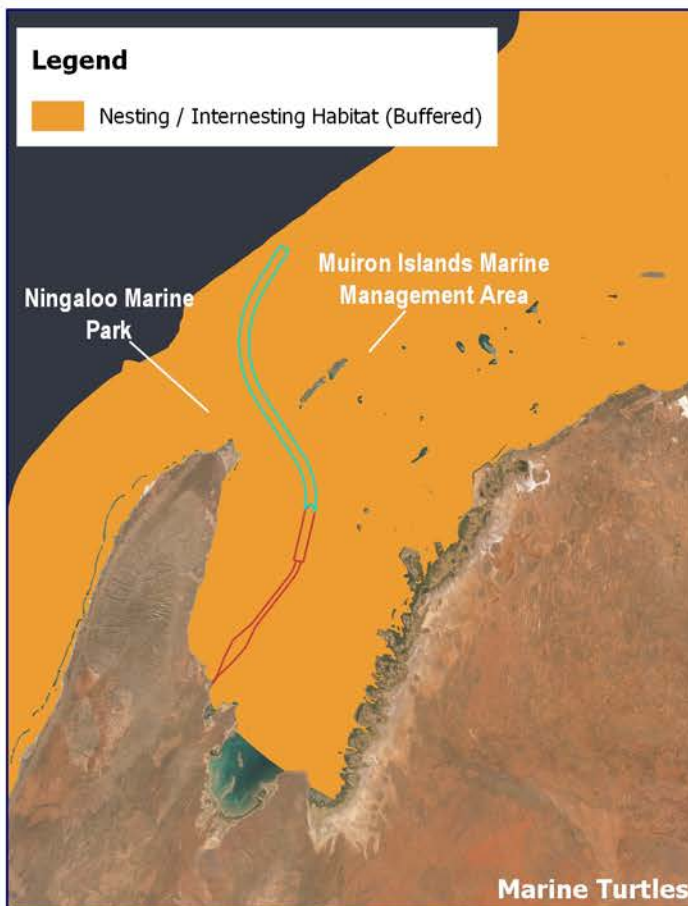 Legend
Nesting / Internesting Habitat (Buffered)
Muiron Islands Marine
Management Area
Ningaloo Marine
Park
Marine Turtles